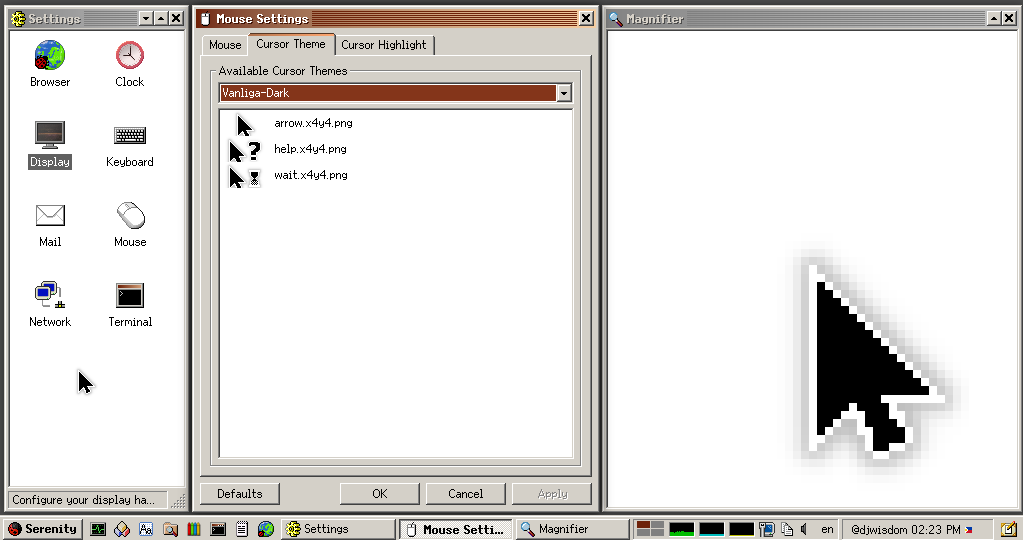 Settings
Browser
Clock
Display
Keyboard
Mail
Mouse
Network
Terminal
Configure your display ha...
Mouse Settings
Mouse
Cursor Theme
Cursor Highlight
Available Cursor Themes
Vanliga-Dark
arrow.x4y4.png
help.x4y4.png
wait.x4y4.png
Defaults
OK
Cancel
Apply
Magnifier
Serenity
Settings
Mouse Setti...
Magnifier
en
@djwisdom 02:23 PM